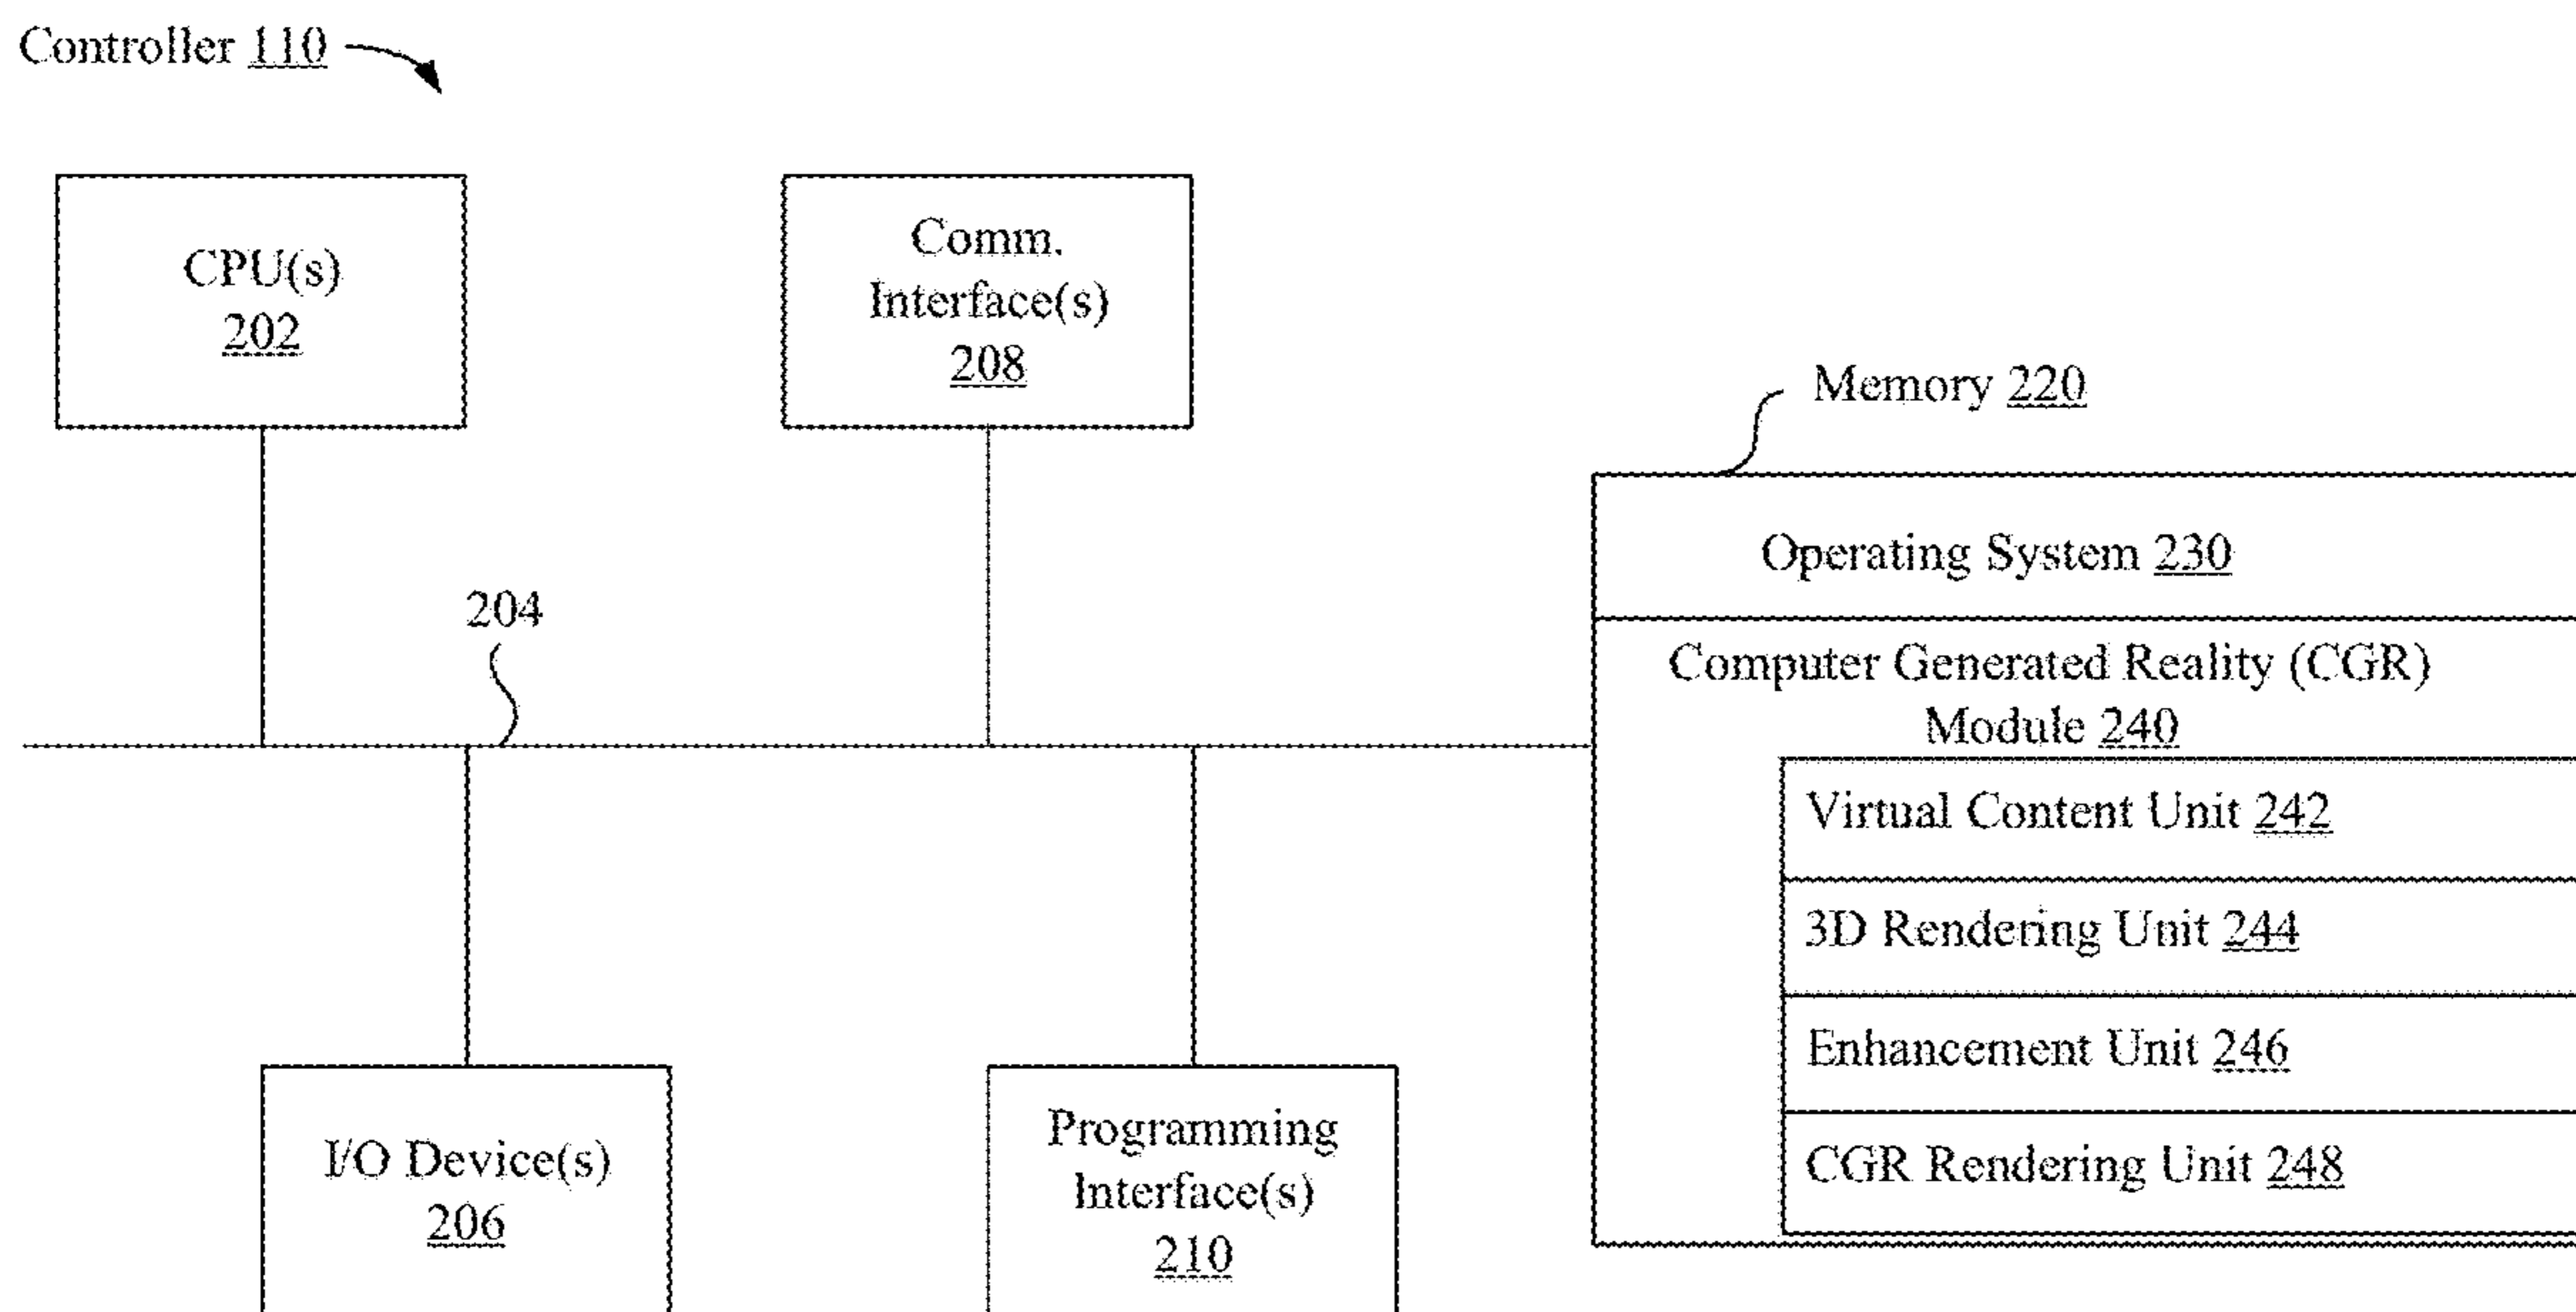 Controller 110
CPU(s)
202
Comm.
Interface(s)
208
Memory 220
Operating System 230
204
Computer Generated Reality (CGR)
Module 240
Virtual Content Unit 242
3D Rendering Unit 244
Enhancement Unit 246
CGR Rendering Unit 248
I/O Device(s)
206
Programming
Interface(s)
210